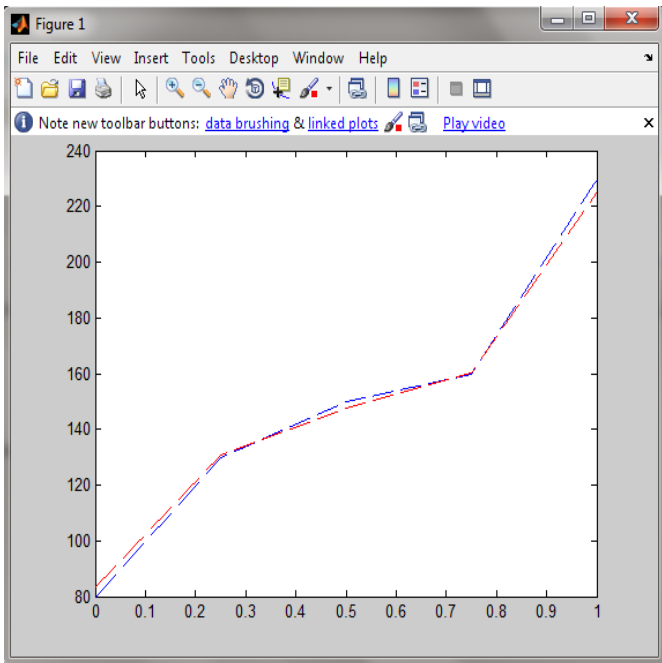 Figure 1
File Edit View Insert Tools Desktop Window Help
Note new toolbar buttons: data brushing & linked plots Play video
240
220
200
180
160
140
120
100
80
0 0.1 0.2 0.3 0.4 0.5 0.6 0.7 0.8 0.9 1